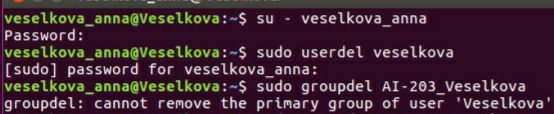 veselkova_anna@Veselkova:~$ su - veselkova_anna
Password:
veselkova_anna@Veselkova:~$ sudo userdel veselkova
[sudo] password for veselkova_anna:
veselkova_anna@Veselkova:~$ sudo groupdel AI-203_Veselkova
groupdel: cannot remove the primary group of user 'Veselkova'